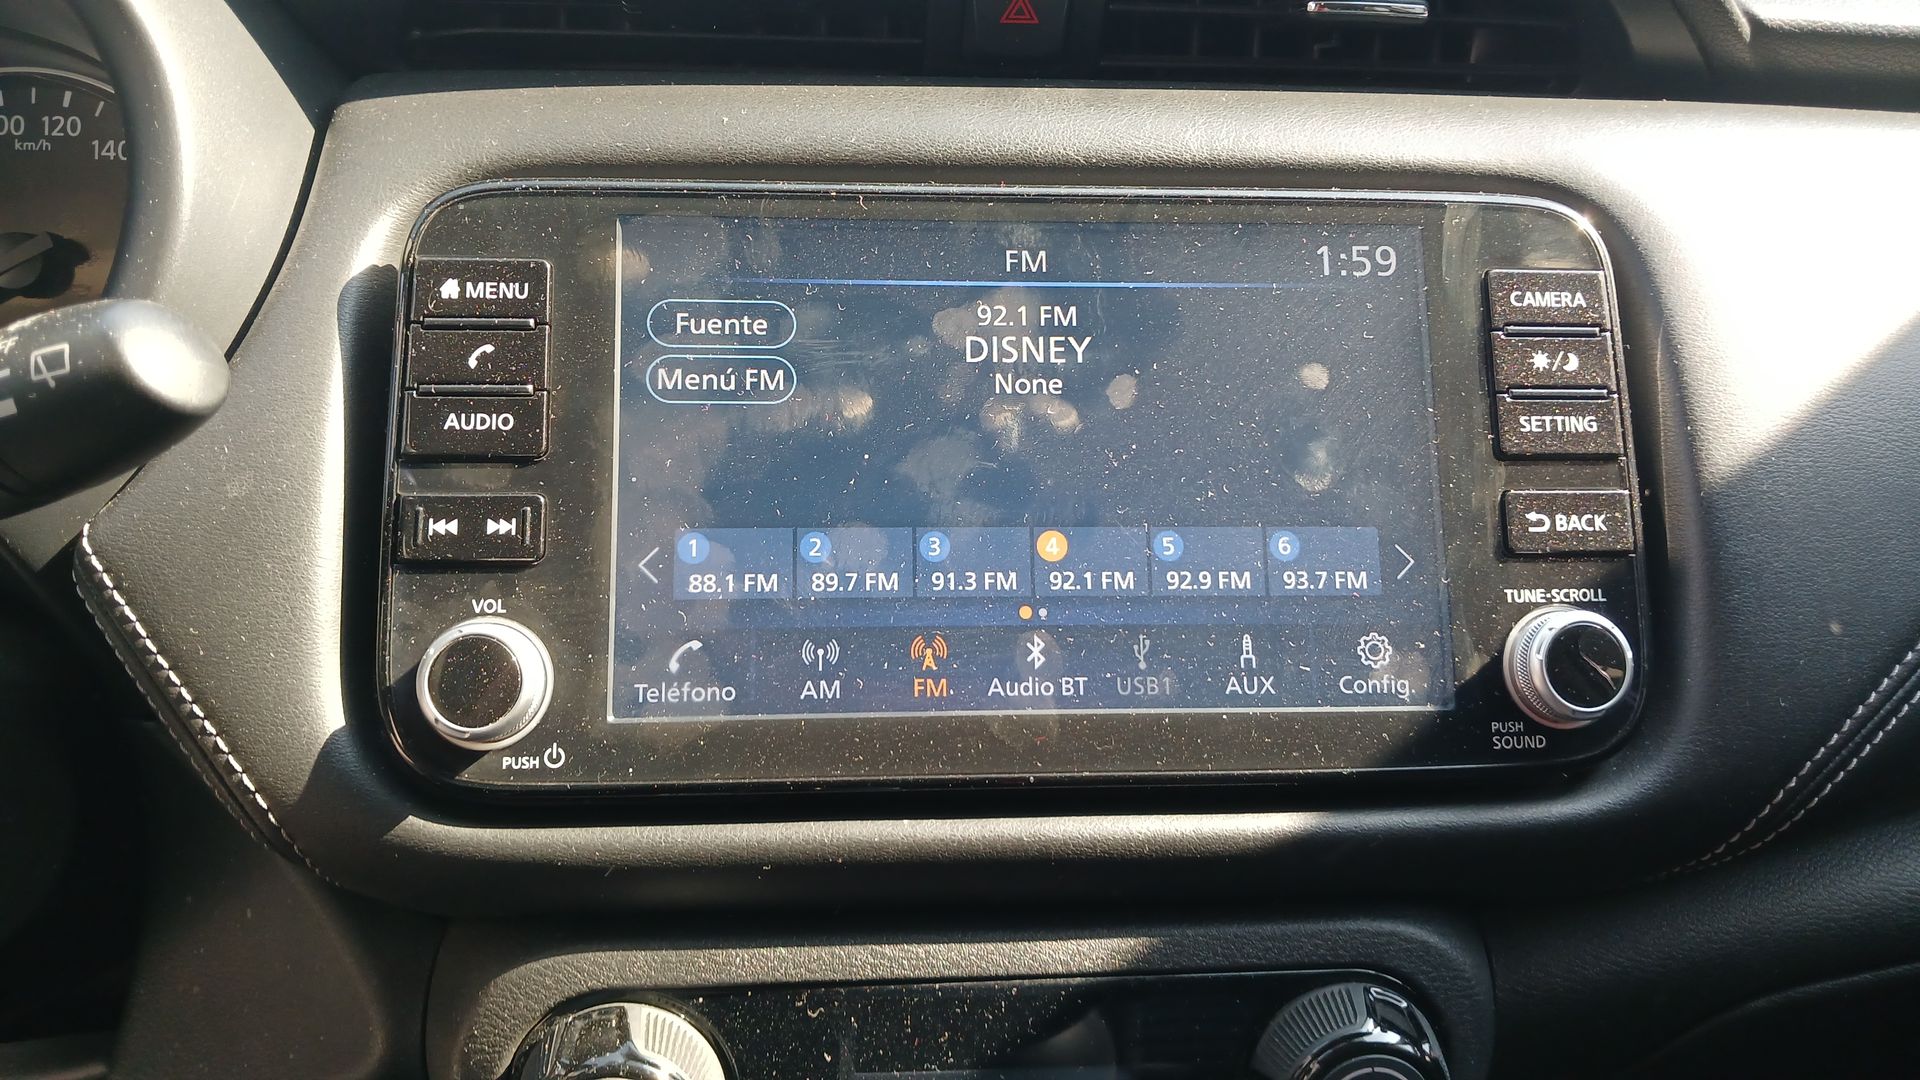 120
km/h
140
FM
1:59
MENU
CAMERA
Fuente
92.1 FM
DISNEY
None
Menú FM
AUDIO
SETTING
BACK
1 2 3 4 5 6
88.1 FM 89.7 FM 91.3 FM 92.1 FM 92.9 FM 93.7 FM
VOL
TUNE·SCROLL
Teléfono AM FM Audio BT USB1 AUX Config.
PUSH
PUSH
SOUND